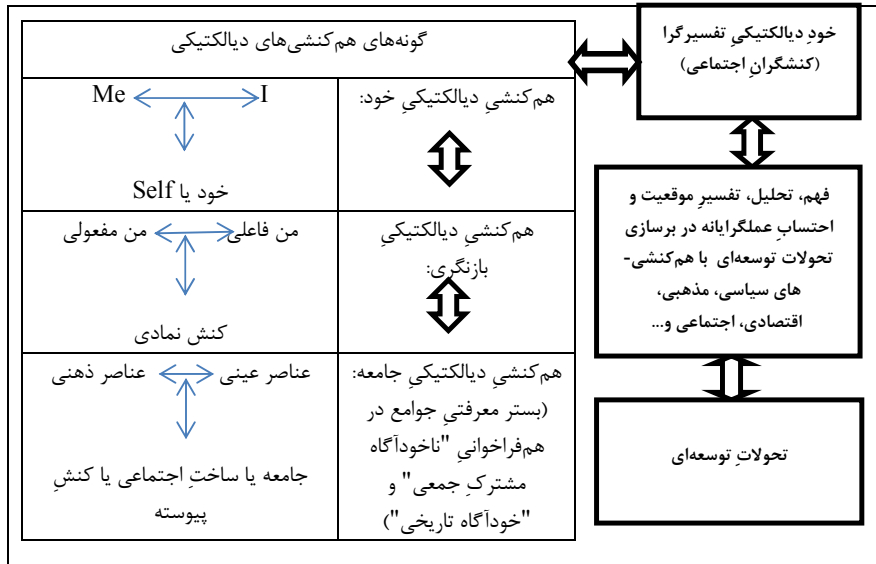 گونه‌های هم‌کنشی‌های دیالکتیکی
هم‌کنشیِ دیالکتیکیِ خود:
I
Me
خود یا Self
هم‌کنشیِ دیالکتیکیِ
بازنگری:
من فاعلی
من مفعولی
کنش نمادی
هم‌کنشیِ دیالکتیکیِ جامعه:
(بستر معرفتیِ جوامع در
هم‌فراخوانیِ "ناخودآگاه
مشترکِ جمعی" و
"خودآگاه تاریخی")
عناصر عینی
عناصر ذهنی
جامعه یا ساختِ اجتماعی یا کنشِ
پیوسته
خودِ دیالکتیکیِ تفسیرگرا
(کنشگرانِ اجتماعی)
فهم، تحلیل، تفسیرِ موقعیت و
احتسابِ عملگرایانه در برسازی
تحولات توسعه‌ای با هم‌کنشی-
های سیاسی، مذهبی،
اقتصادی، اجتماعی و...
تحولاتِ توسعه‌ای